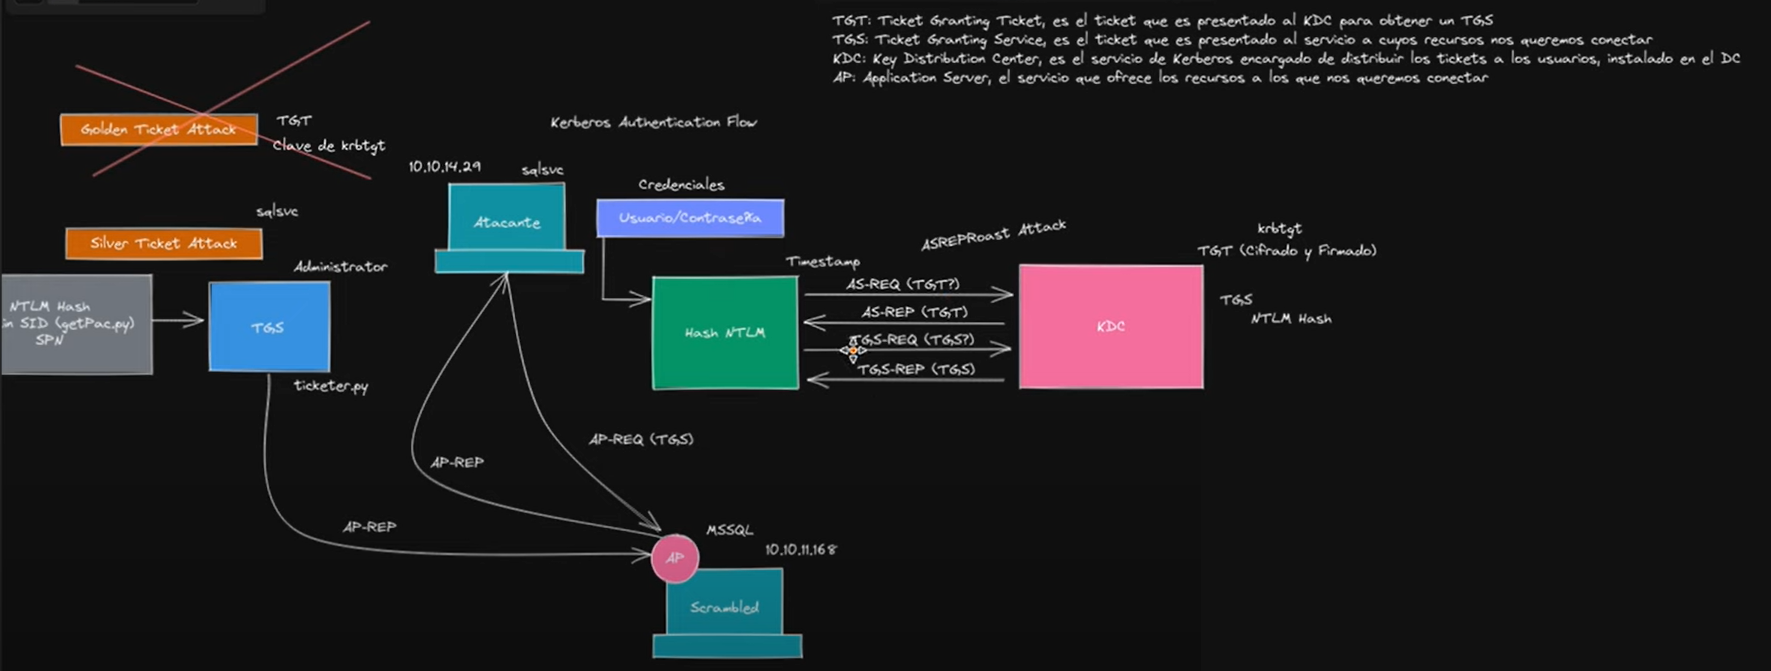 TGT: Ticket Granting Ticket, es el ticket que es presentado al KDC para obtener un TGS
TGS: Ticket Granting Service, es el ticket que es presentado al servicio a cuyos recursos nos queremos conectar
KDC: Key Distribution Center, es el servicio de Kerberos encargado de distribuir los tickets a los usuarios, instalado en el DC
AP: Application Server, el servicio que ofrece los recursos a los que nos queremos conectar
Golden Ticket Attack
TGT
Clave de krbtgt
Kerberos Authentication Flow
10.10.14.29
sqlsvc
Atacante
Credenciales
Usuario/Contraseña
sqlsvc
Silver Ticket Attack
Administrator
NTLM Hash
in SID (getPac.py)
SPN
TGS
ticketer.py
Timestamp
ASREPRoast Attack
krbtgt
TGT (Cifrado y Firmado)
TGS
NTLM Hash
Hash NTLM
AS-REQ (TGT?)
AS-REP (TGT)
TGS-REQ (TGS?)
TGS-REP (TGS)
KDC
AP-REQ (TGS)
AP-REP
AP-REP
MSSQL
AP
10.10.11.168
Scrambled